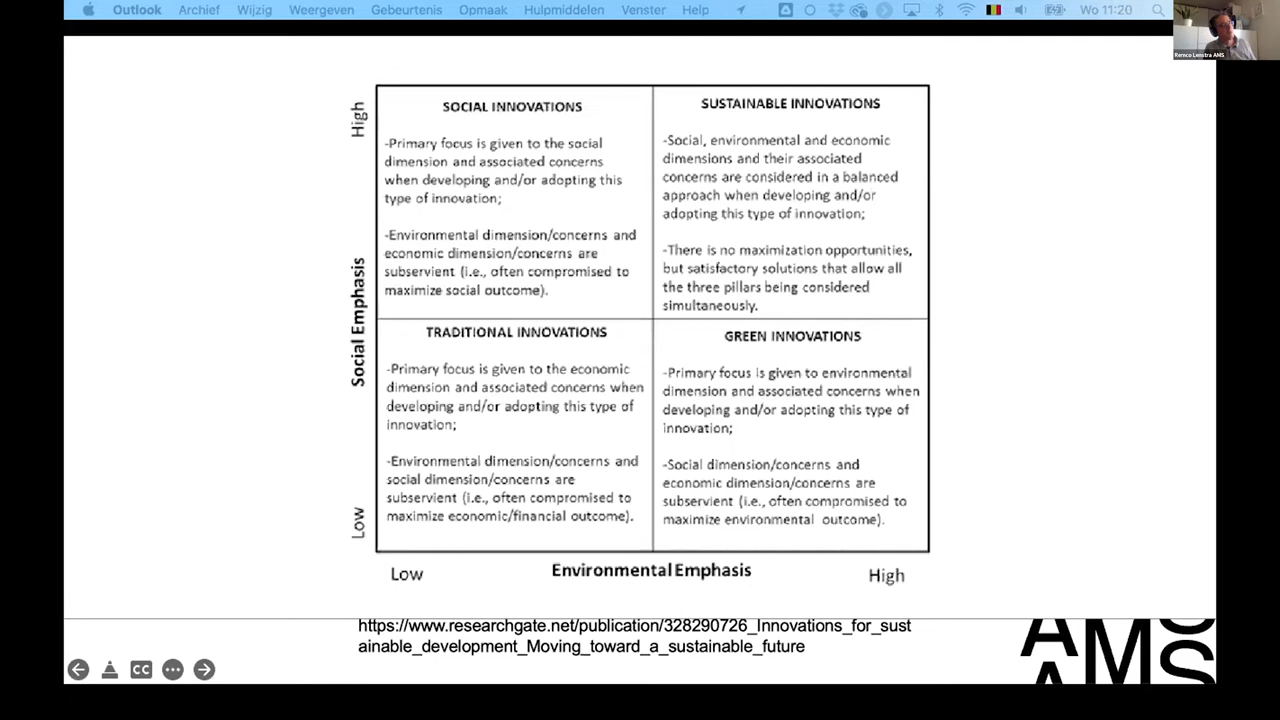 Outlook Archief Wijzig Weergeven Gebeurtenis Opmaak Hulpmiddelen Venster Help Wo 11:20
Remco Lenstra AMS
High
Social Emphasis
Low
SOCIAL INNOVATIONS
-Primary focus is given to the social
dimension and associated concerns
when developing and/or adopting this
type of innovation;
-Environmental dimension/concerns and
economic dimension/concerns are
subservient (i.e., often compromised to
maximize social outcome).
SUSTAINABLE INNOVATIONS
-Social, environmental and economic
dimensions and their associated
concerns are considered in a balanced
approach when developing and/or
adopting this type of innovation;
-There is no maximization opportunities,
but satisfactory solutions that allow all
the three pillars being considered
simultaneously.
TRADITIONAL INNOVATIONS
-Primary focus is given to the economic
dimension and associated concerns when
developing and/or adopting this type of
innovation;
-Environmental dimension/concerns and
social dimension/concerns are
subservient (i.e., often compromised to
maximize economic/financial outcome).
GREEN INNOVATIONS
-Primary focus is given to environmental
dimension and associated concerns when
developing and/or adopting this type of
innovation;
-Social dimension/concerns and
economic dimension/concerns are
subservient (i.e., often compromised to
maximize environmental outcome).
Low Environmental Emphasis High
https://www.researchgate.net/publication/328290726_Innovations_for_sust
ainable_development_Moving_toward_a_sustainable_future
CC
AMS